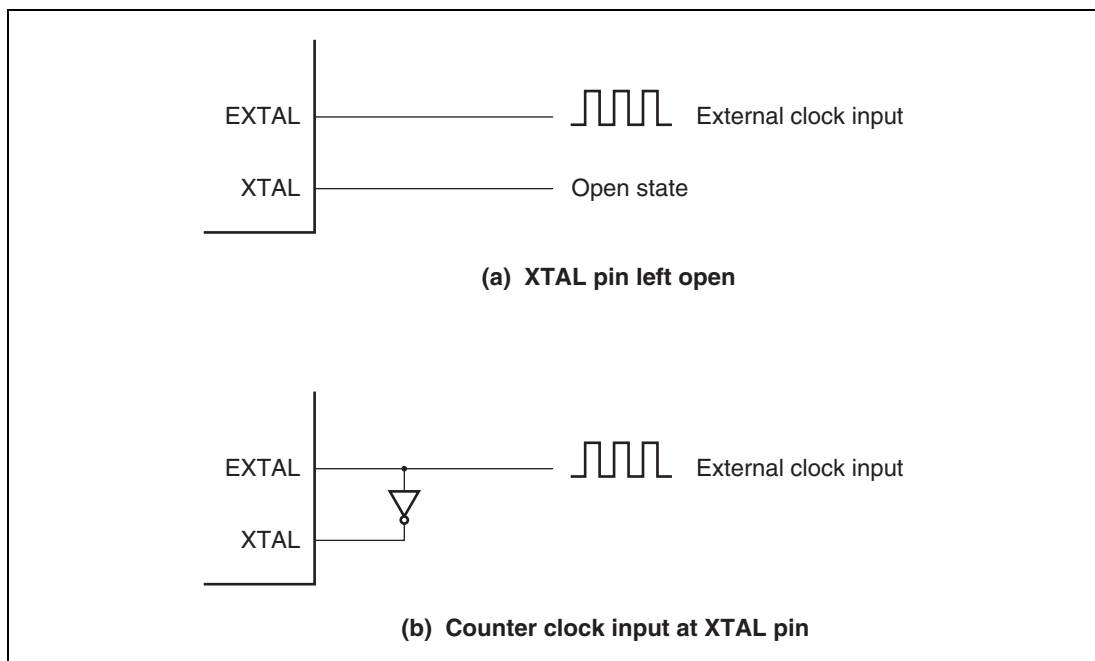 EXTAL
External clock input
XTAL
Open state
(a) XTAL pin left open
EXTAL
External clock input
XTAL
(b) Counter clock input at XTAL pin